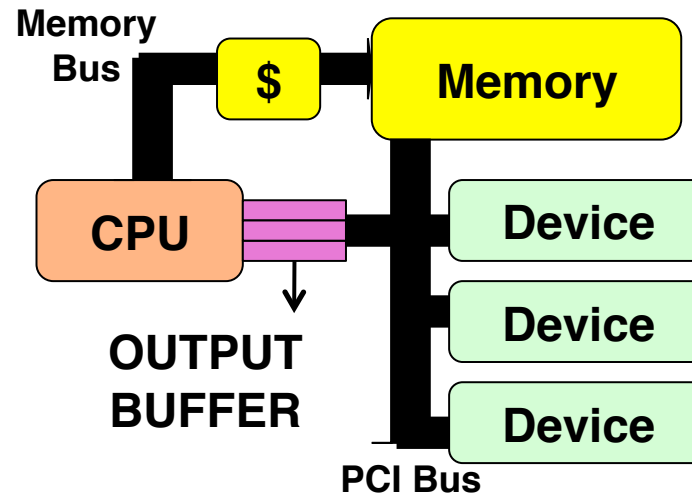 Memory
Bus
$
Memory
CPU
Device
Device
OUTPUT
BUFFER
Device
PCI Bus